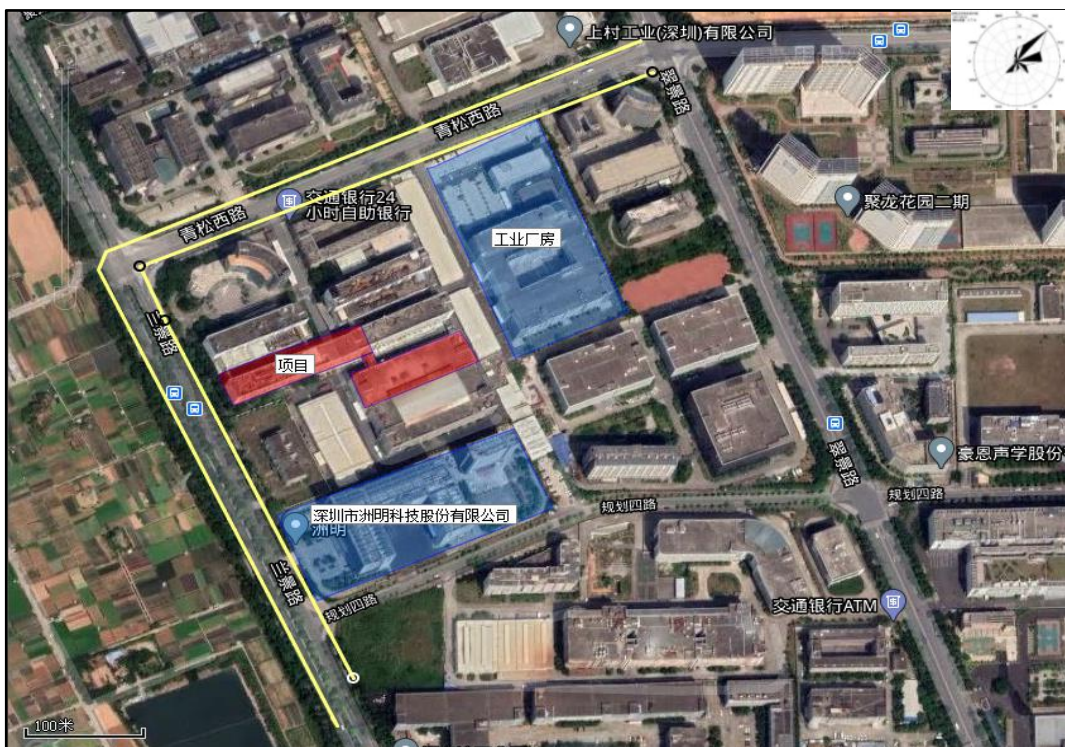 上村工业(深圳)有限公司
翠景路
青松西路
交通银行24
小时自助银行
青松西路
工业厂房
聚龙花园二期
兰景路
项目
豪恩声学股份
翠景路
规划四路
规划四路
深圳市洲明科技股份有限公司
洲明
兰景路
规划四路
交通银行ATM
100米